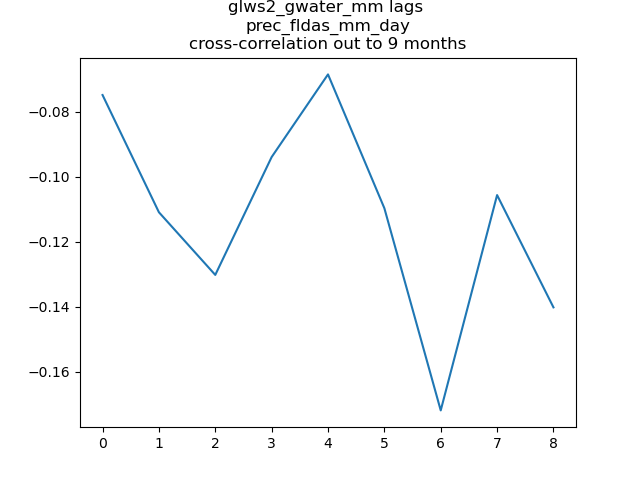 glws2_gwater_mm lags
prec_fldas_mm_day
cross-correlation out to 9 months
−0.08
−0.10
−0.12
−0.14
−0.16
0 1 2 3 4 5 6 7 8